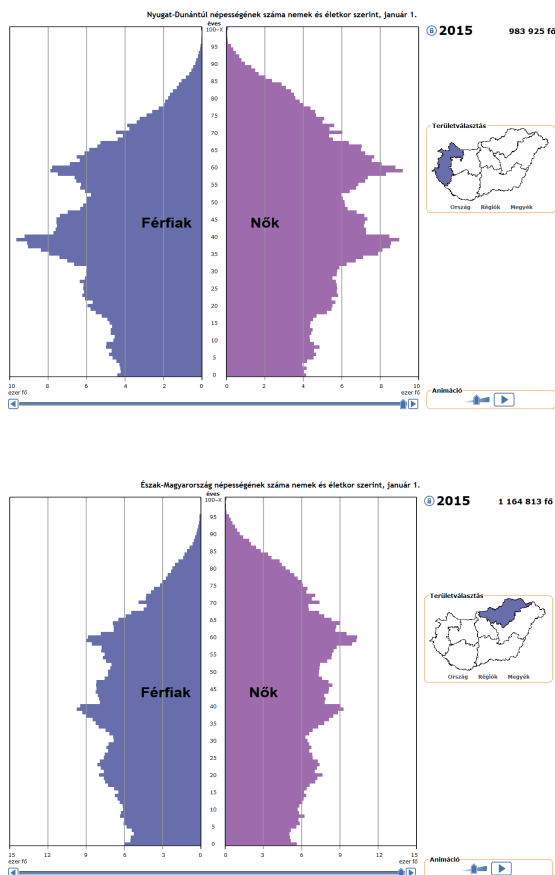 Nyugat-Dunántúl népességének száma nemek és életkor szerint, január 1.
éves
100–X
95
90
85
80
75
70
65
60
55
50
45
40
35
30
25
20
15
10
5
0
Férfiak
Nők
10 8 6 4 2 0
0 2 4 6 8 10
ezer fő
ezer fő
2015
983 925 fő
Területválasztás
Ország Régiók Megyék
Animáció
Észak-Magyarország népességének száma nemek és életkor szerint, január 1.
éves
100–X
95
90
85
80
75
70
65
60
55
50
45
40
35
30
25
20
15
10
5
0
Férfiak
Nők
15 12 9 6 3 0
0 3 6 9 12 15
ezer fő
ezer fő
2015
1 164 813 fő
Területválasztás
Ország Régiók Megyék
Animáció